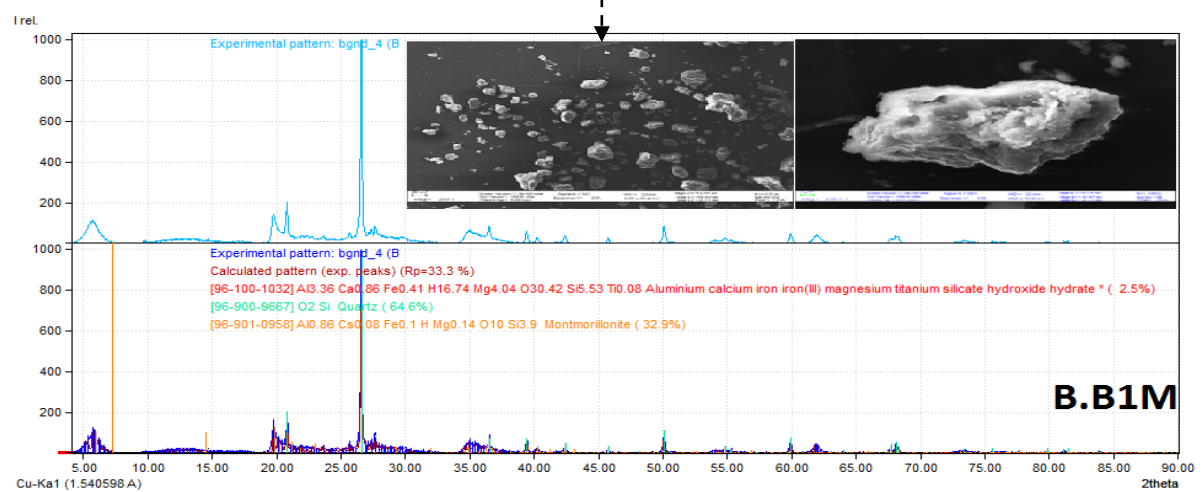 I rel.
Experimental pattern: bgnd_4 (B
1000
800
600
400
200
1000
Experimental pattern: bgnd_4 (B
Calculated pattern (exp. peaks) (Rp=33.3 %)
[96-100-1032] Al3.36 Ca0.86 Fe0.41 H16.74 Mg4.04 O30.42 Si5.53 Ti0.08 Aluminium calcium iron iron(III) magnesium titanium silicate hydroxide hydrate * ( 2.5%)
[96-900-9667] O2 Si Quartz ( 64.6%)
[96-901-0958] Al0.86 Ca0.08 Fe0.1 H Mg0.14 O10 Si3.9 Montmorillonite ( 32.9%)
800
600
400
200
B.B1M
5.00 10.00 15.00 20.00 25.00 30.00 35.00 40.00 45.00 50.00 55.00 60.00 65.00 70.00 75.00 80.00 85.00 90.00
Cu-Ka1 (1.540598 A) 2theta